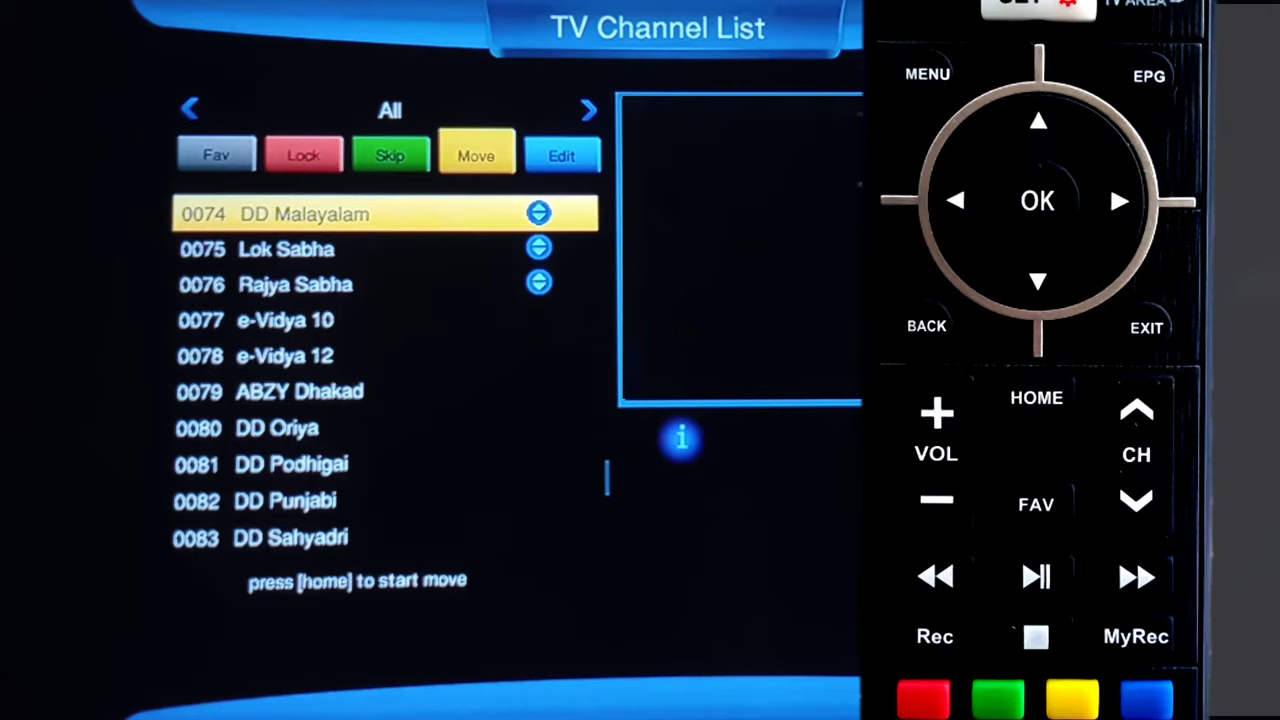 TV Channel List
All
Fav Lock Skip Move Edit
0074 DD Malayalam
0075 Lok Sabha
0076 Rajya Sabha
0077 e-Vidya 10
0078 e-Vidya 12
0079 ABZY Dhakad
0080 DD Oriya
0081 DD Podhigai
0082 DD Punjabi
0083 DD Sahyadri
press [home] to start move
i
TV AREA
MENU EPG
OK
BACK EXIT
HOME
VOL CH
FAV
Rec MyRec